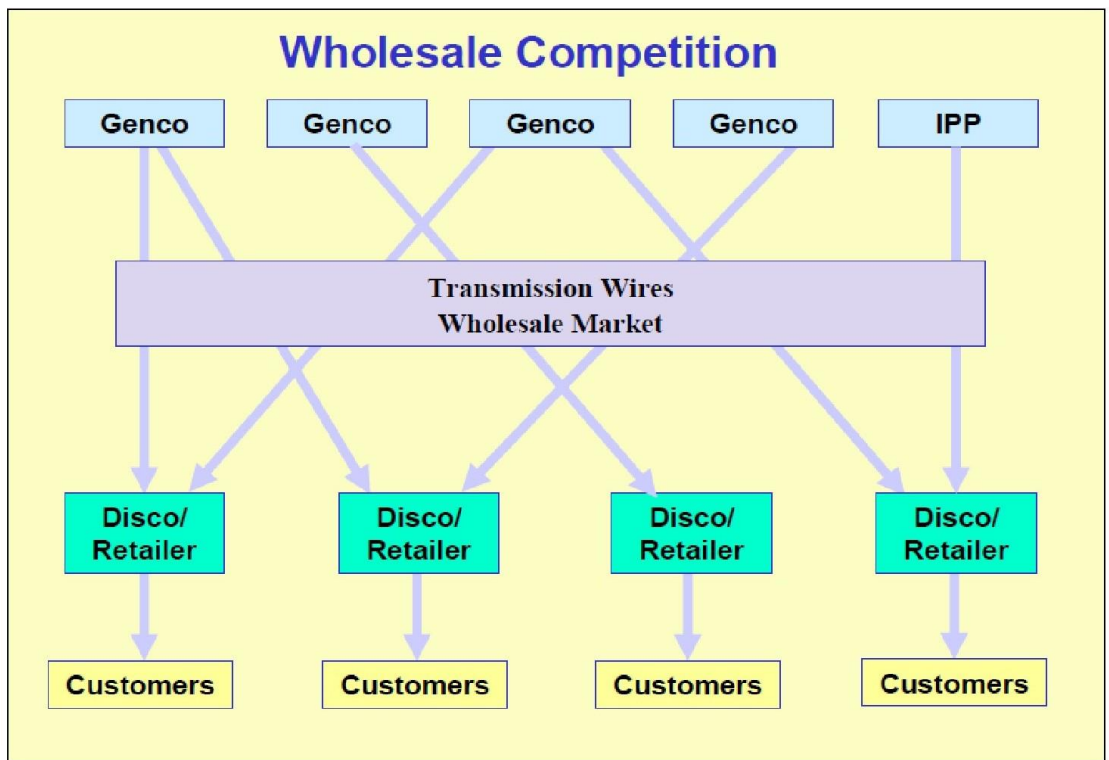 Wholesale Competition
Genco
Genco
Genco
Genco
IPP
Transmission Wires
Wholesale Market
Disco/
Retailer
Disco/
Retailer
Disco/
Retailer
Disco/
Retailer
Customers
Customers
Customers
Customers